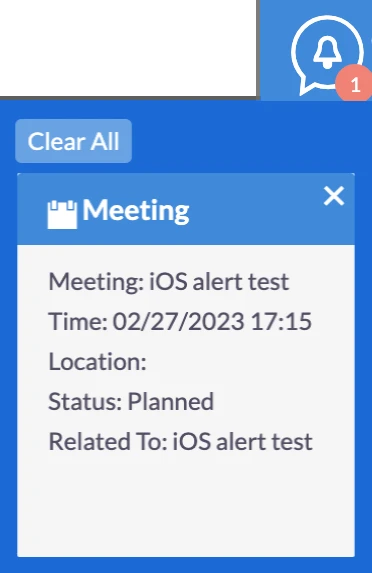 1
Clear All
Meeting
Meeting: iOS alert test
Time: 02/27/2023 17:15
Location:
Status: Planned
Related To: iOS alert test